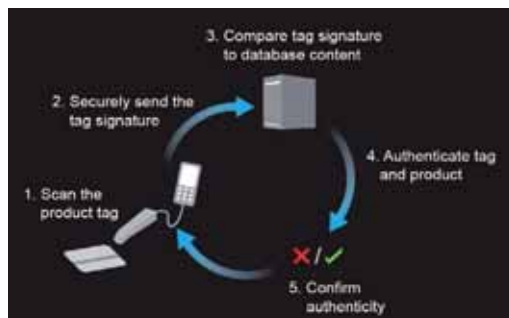 1. Scan the
product tag
2. Securely send the
tag signature
3. Compare tag signature
to database content
4. Authenticate tag
and product
5. Confirm
authenticity